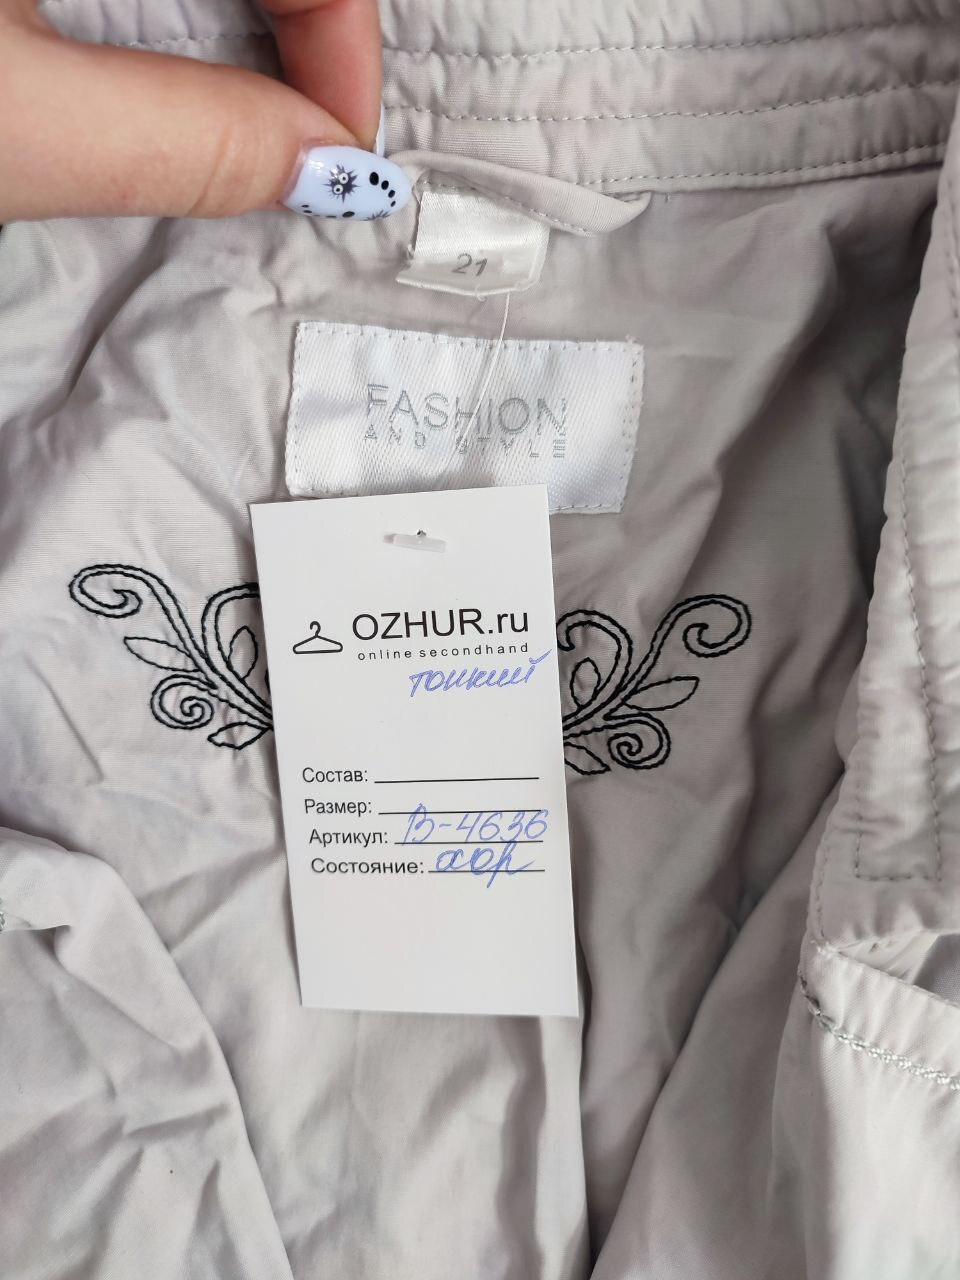 21
FASHION
AND STYLE
OZHUR.ru
online secondhand
тонкий
Состав:
Размер:
Артикул: В-4636
Состояние: хор